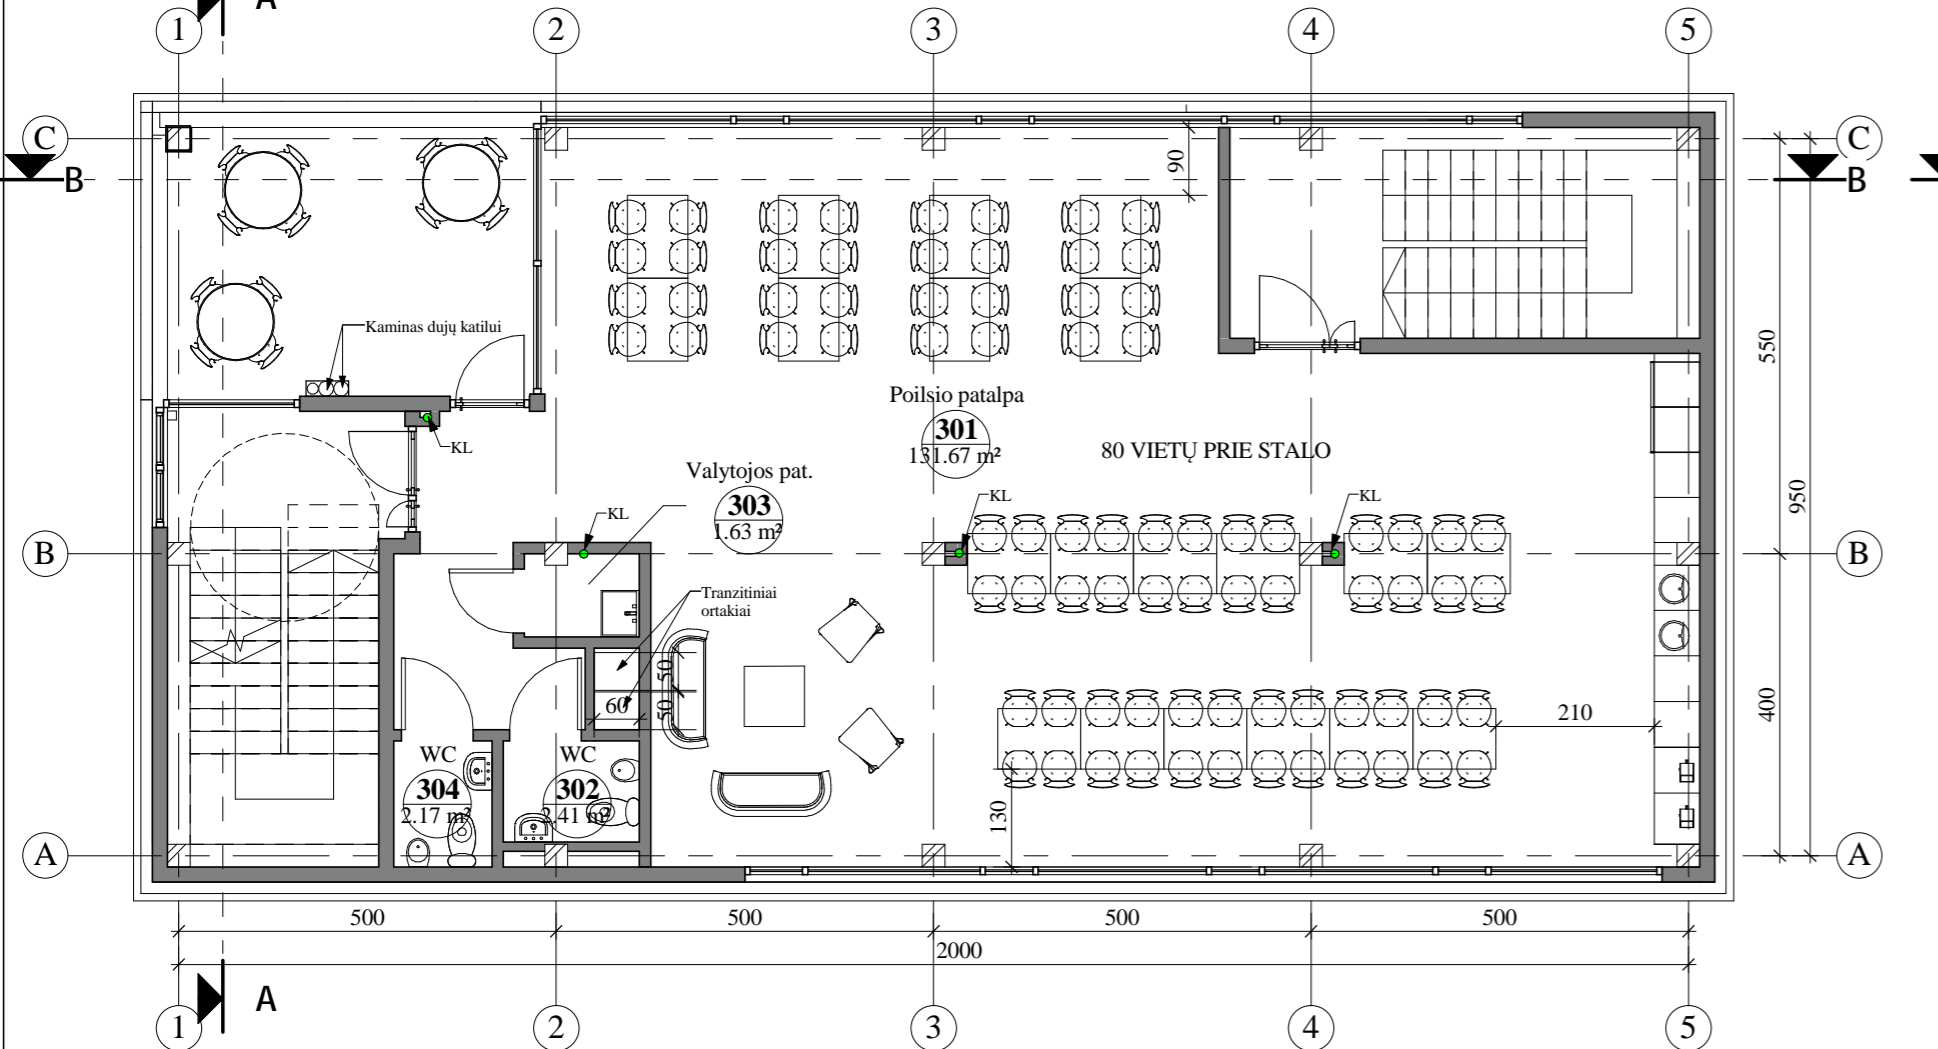 A
1 2 3 4 5
C C
B B
90
Kaminas dujų katilui
550
Poilsio patalpa
301
131.67 m²
80 VIETŲ PRIE STALO
KL
Valytojos pat.
303
1.63 m²
KL
KL
KL
950
B B
Tranzitiniai
ortakiai
50
50
60
400
210
WC
304
2.17 m²
WC
302
2.41 m²
130
A A
500 500 500 500
2000
A
1 2 3 4 5